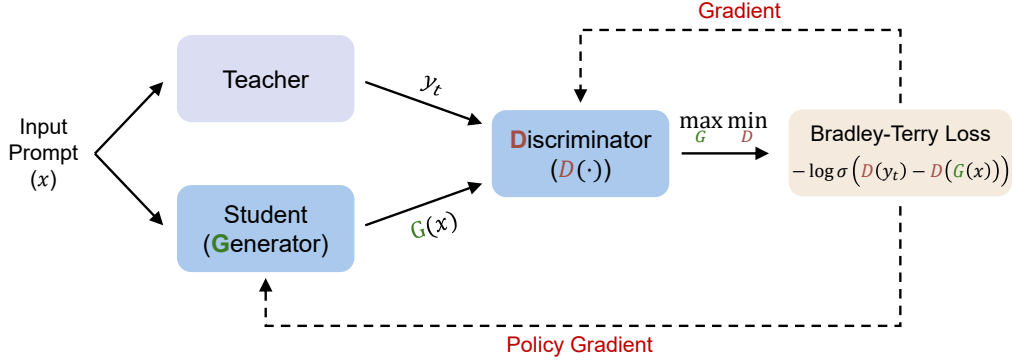 Gradient
Teacher
y_t
Input
Prompt
(x)
Discriminator
(D(·))
max min
G D
Bradley-Terry Loss
− log σ (D(y_t) − D(G(x)))
Student
(Generator)
G(x)
Policy Gradient